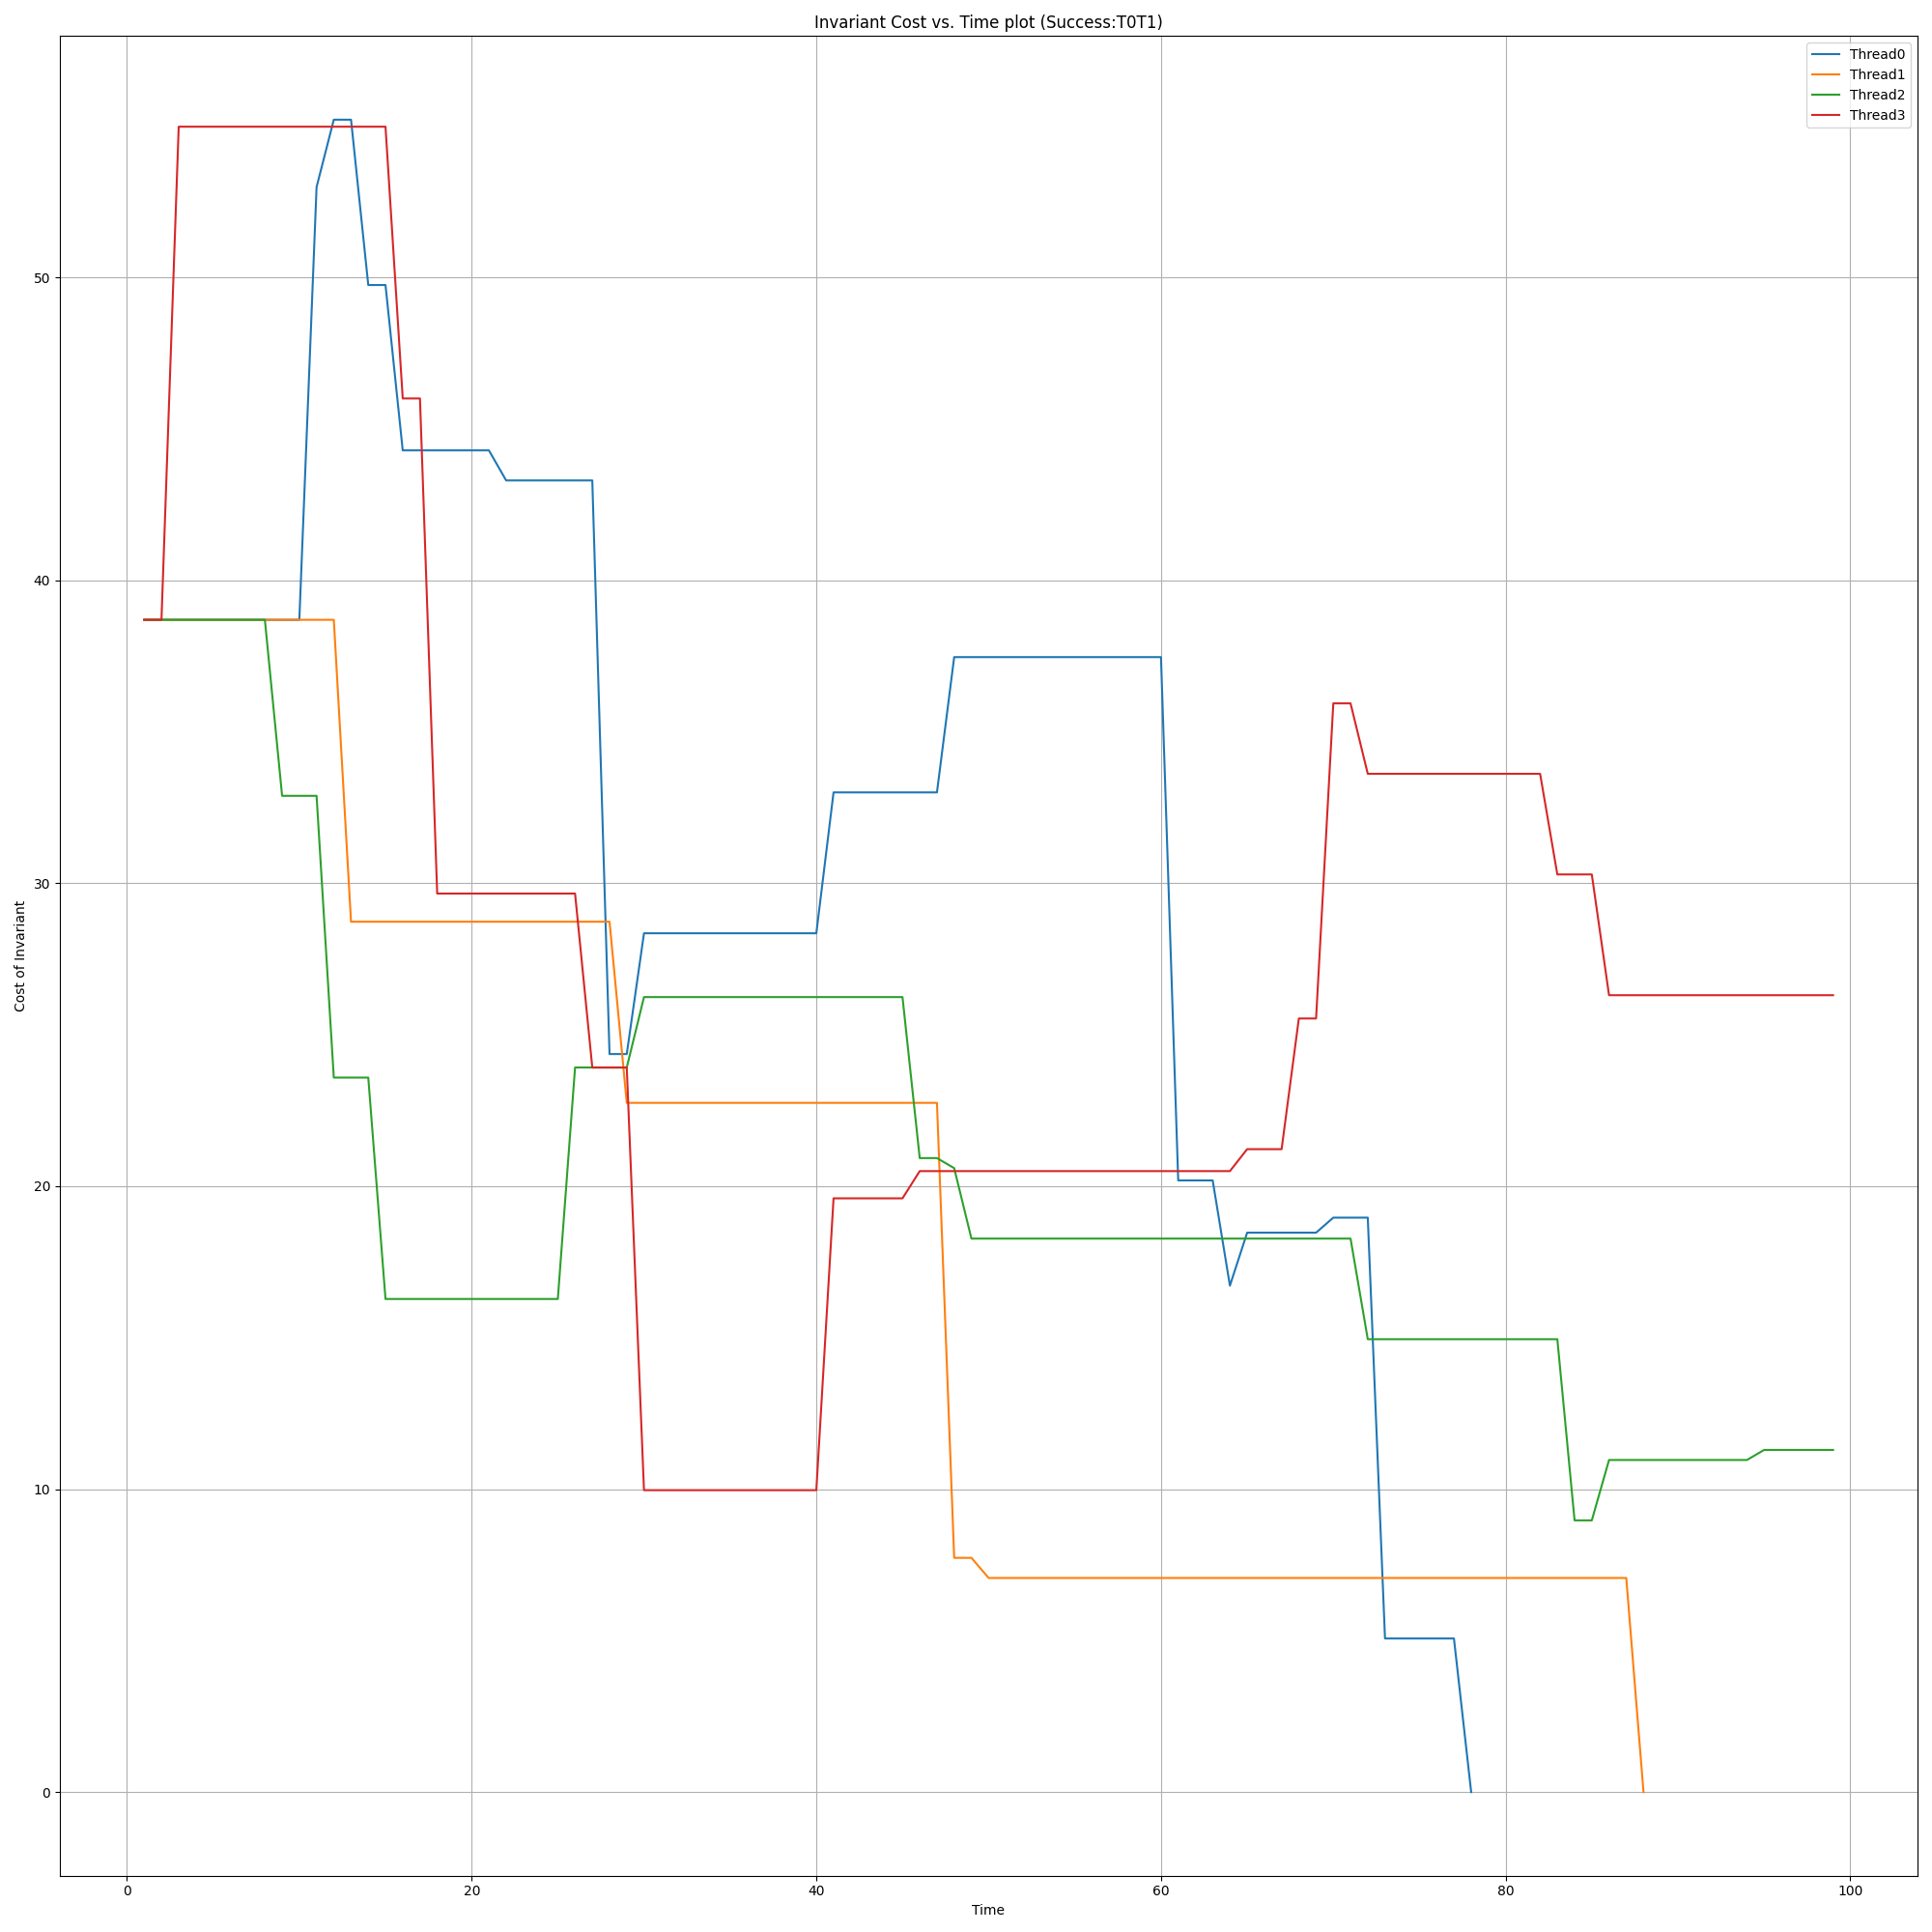 Invariant Cost vs. Time plot (Success:T0T1)
Thread0
Thread1
Thread2
Thread3
50
40
30
20
10
0
Cost of Invariant
0 20 40 60 80 100
Time